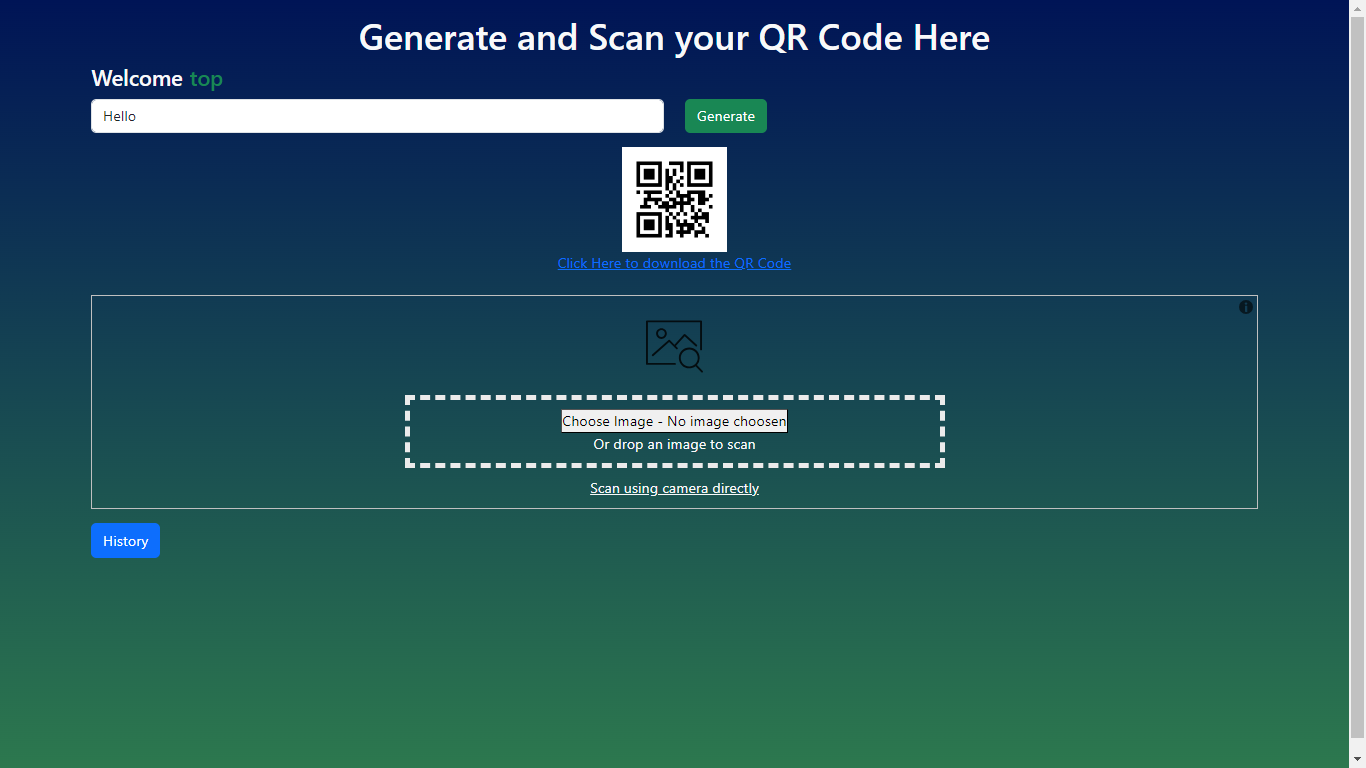 Generate and Scan your QR Code Here
Welcome top
Hello
Generate
Click Here to download the QR Code
Choose Image - No image choosen
Or drop an image to scan
Scan using camera directly
History